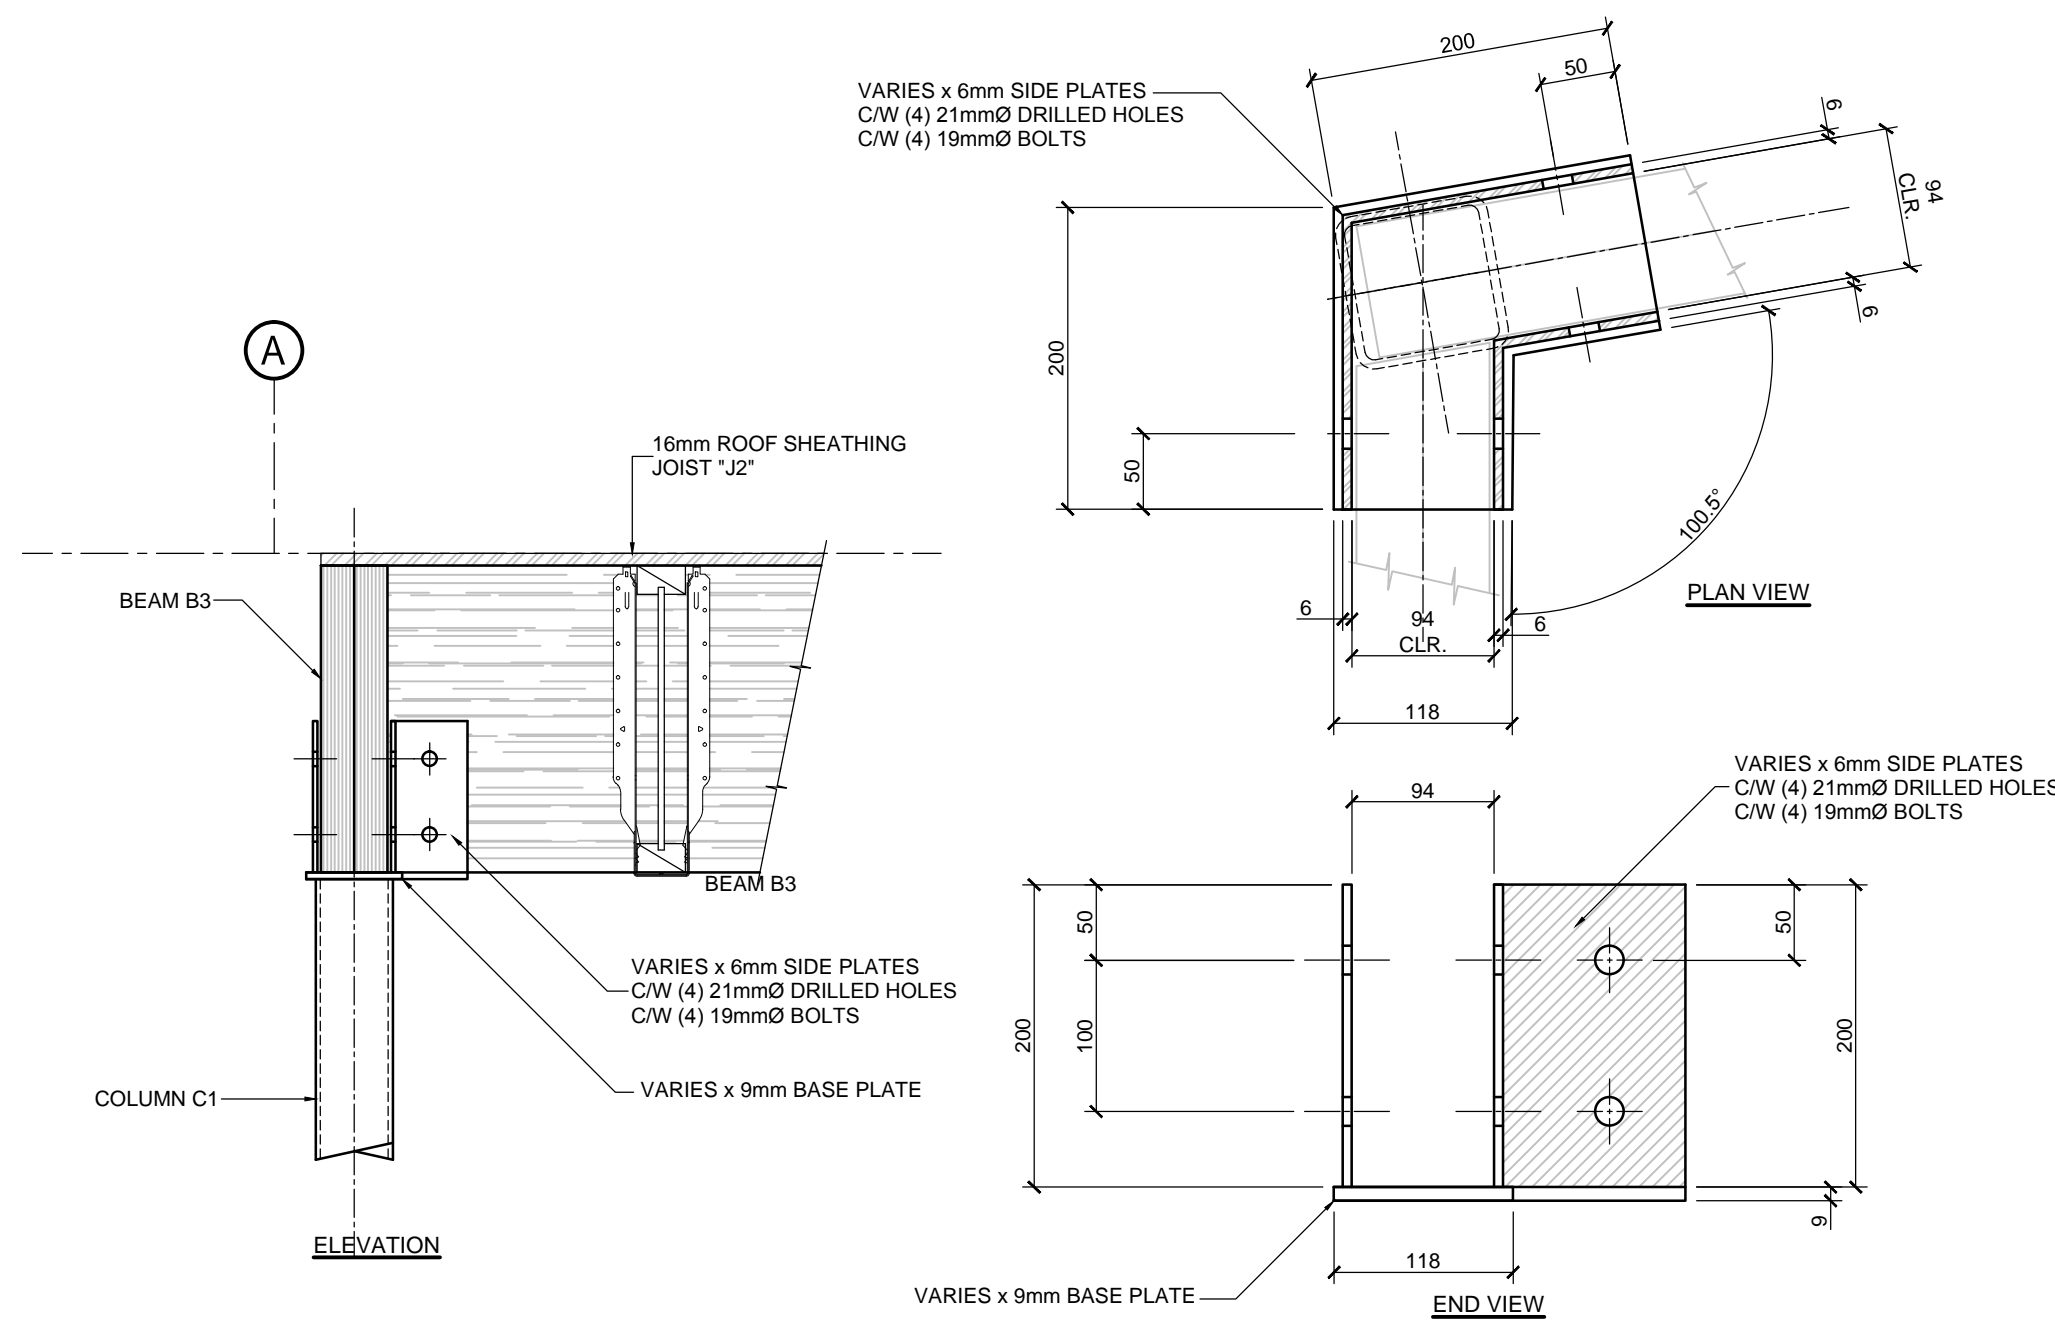 A
16mm ROOF SHEATHING
JOIST "J2"
BEAM B3
BEAM B3
VARIES x 6mm SIDE PLATES
C/W (4) 21mmØ DRILLED HOLES
C/W (4) 19mmØ BOLTS
VARIES x 9mm BASE PLATE
COLUMN C1
ELEVATION
VARIES x 6mm SIDE PLATES
C/W (4) 21mmØ DRILLED HOLES
C/W (4) 19mmØ BOLTS
200
50
6
94
CLR.
6
200
50
100.5°
6
94
CLR.
6
118
PLAN VIEW
VARIES x 6mm SIDE PLATES
C/W (4) 21mmØ DRILLED HOLES
C/W (4) 19mmØ BOLTS
94
50
100
200
50
200
9
118
VARIES x 9mm BASE PLATE
END VIEW